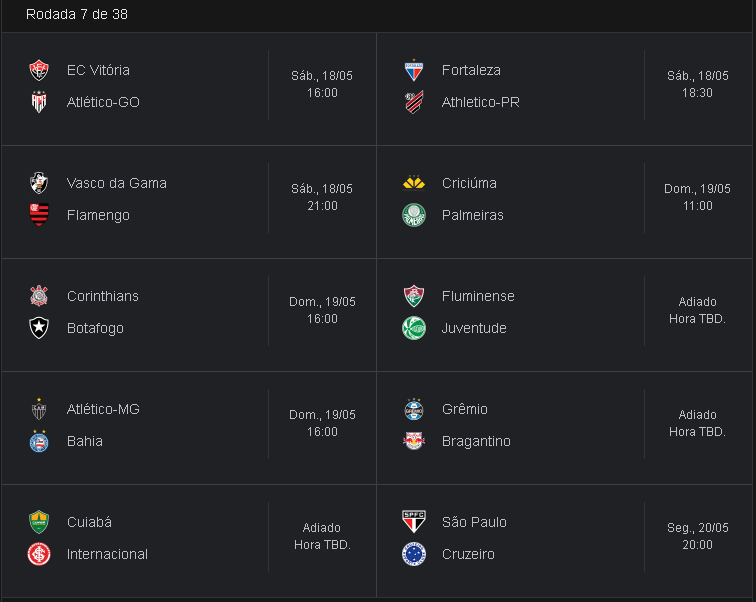 Rodada 7 de 38
EC Vitória
Atlético-GO
Sáb., 18/05
16:00
Fortaleza
Athletico-PR
Sáb., 18/05
18:30
Vasco da Gama
Flamengo
Sáb., 18/05
21:00
Criciúma
Palmeiras
Dom., 19/05
11:00
Corinthians
Botafogo
Dom., 19/05
16:00
Fluminense
Juventude
Adiado
Hora TBD.
Atlético-MG
Bahia
Dom., 19/05
16:00
Grêmio
Bragantino
Adiado
Hora TBD.
Cuiabá
Internacional
Adiado
Hora TBD.
SPFC
São Paulo
Cruzeiro
Seg., 20/05
20:00